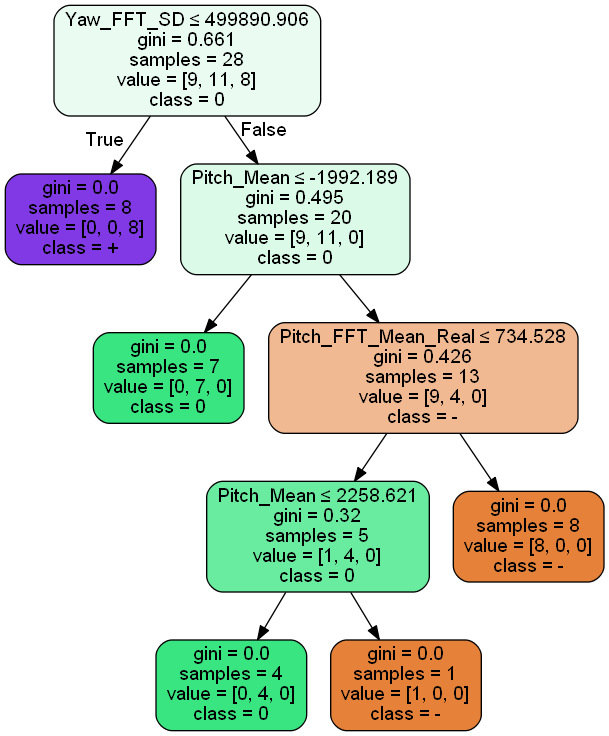 Yaw_FFT_SD ≤ 499890.906
gini = 0.661
samples = 28
value = [9, 11, 8]
class = 0
True
False
gini = 0.0
samples = 8
value = [0, 0, 8]
class = +
Pitch_Mean ≤ -1992.189
gini = 0.495
samples = 20
value = [9, 11, 0]
class = 0
gini = 0.0
samples = 7
value = [0, 7, 0]
class = 0
Pitch_FFT_Mean_Real ≤ 734.528
gini = 0.426
samples = 13
value = [9, 4, 0]
class = -
Pitch_Mean ≤ 2258.621
gini = 0.32
samples = 5
value = [1, 4, 0]
class = 0
gini = 0.0
samples = 8
value = [8, 0, 0]
class = -
gini = 0.0
samples = 4
value = [0, 4, 0]
class = 0
gini = 0.0
samples = 1
value = [1, 0, 0]
class = -